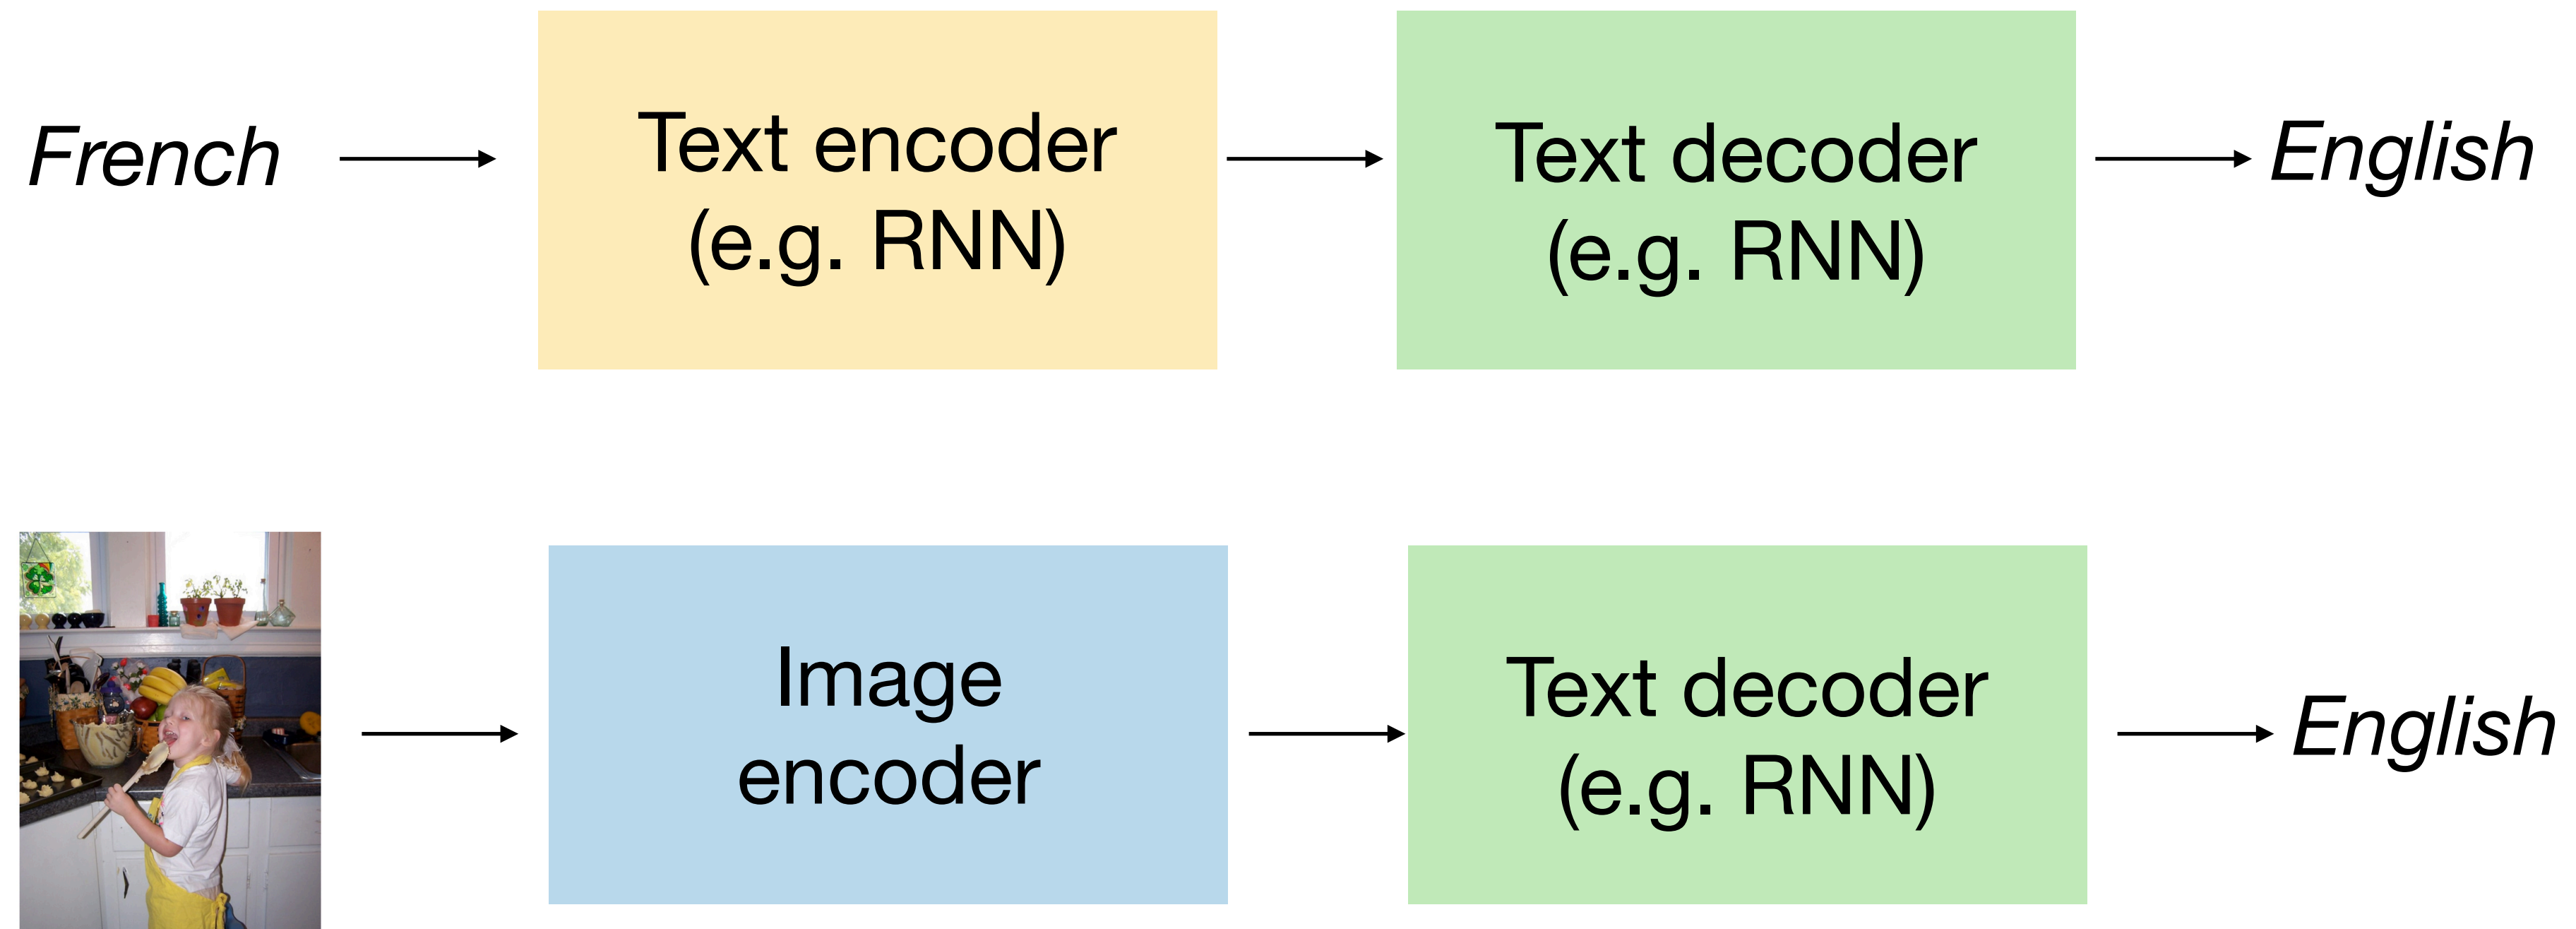 French
Text encoder
(e.g. RNN)
Text decoder
(e.g. RNN)
English
Image
encoder
Text decoder
(e.g. RNN)
English